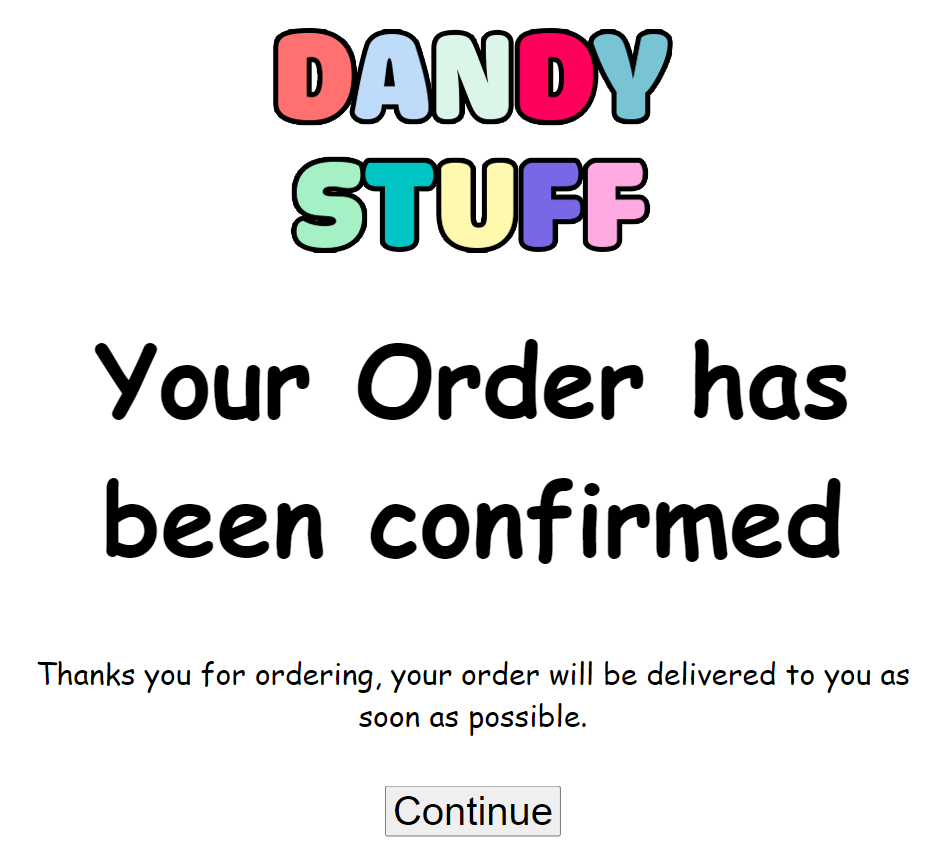 DANDY
STUFF
Your Order has
been confirmed
Thanks you for ordering, your order will be delivered to you as
soon as possible.
Continue